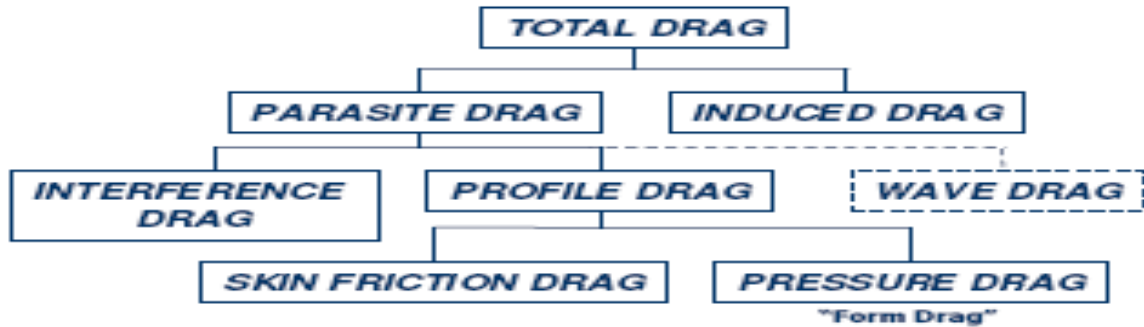 TOTAL DRAG
PARASITE DRAG
INDUCED DRAG
INTERFERENCE
DRAG
PROFILE DRAG
WAVE DRAG
SKIN FRICTION DRAG
PRESSURE DRAG
"Form Drag"